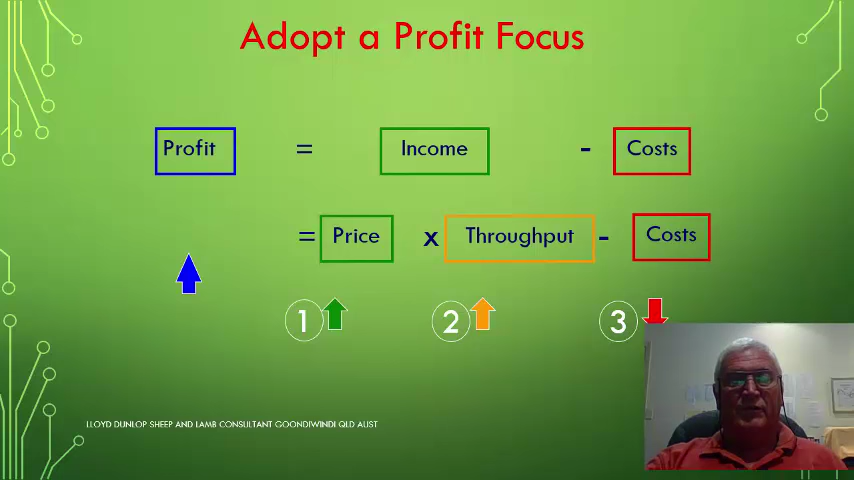 Adopt a Profit Focus
Profit = Income - Costs
= Price x Throughput - Costs
1 2 3
LLOYD DUNLOP SHEEP AND LAMB CONSULTANT GOONDIWINDI QLD AUST